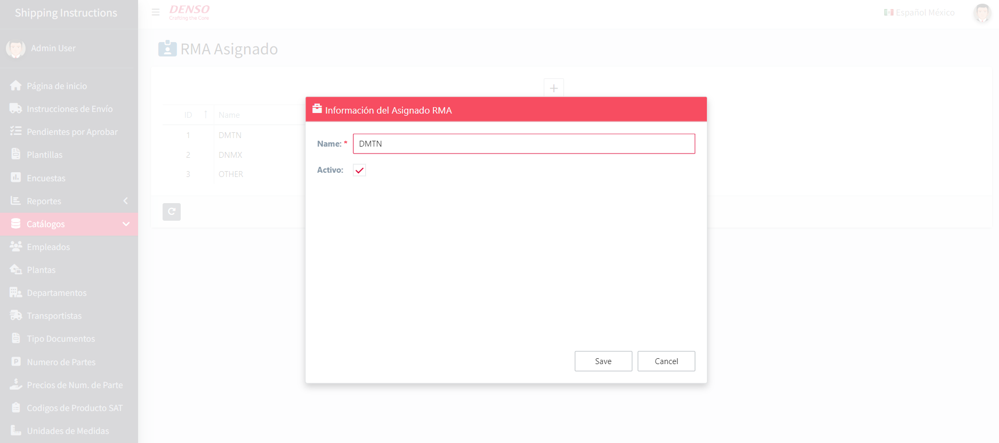 Shipping Instructions
DENSO
Crafting the Core
Español México
Admin User
RMA Asignado
Página de inicio
Instrucciones de Envío
Pendientes por Aprobar
Plantillas
Encuestas
Reportes
Catálogos
Empleados
Plantas
Departamentos
Transportistas
Tipo Documentos
Numero de Partes
Precios de Num. de Parte
Codigos de Producto SAT
Unidades de Medidas
ID Name
1 DMTN
2 DNMX
3 OTHER
Información del Asignado RMA
Name: * DMTN
Activo:
Save Cancel